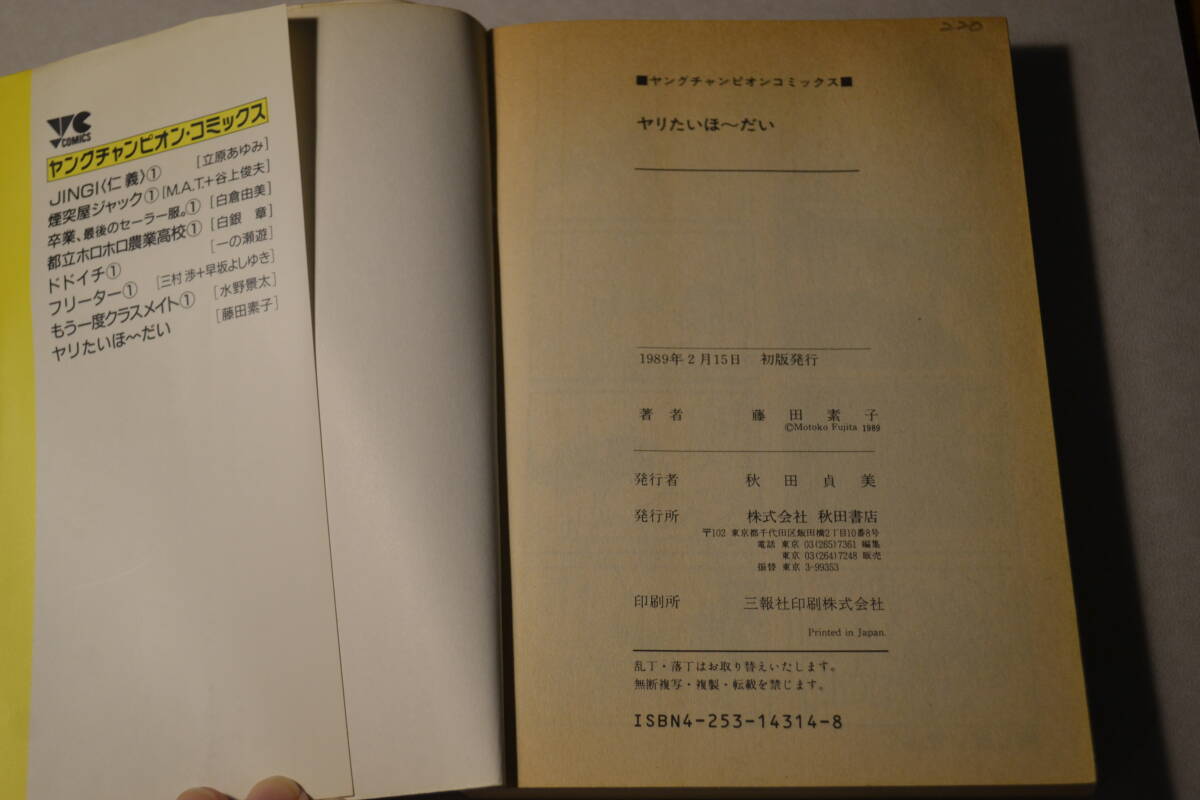 YC
COMICS
ヤングチャンピオン・コミックス
JINGI〈仁義〉① [立原あゆみ]
煙突屋ジャック① [M.A.T.+谷上俊夫]
卒業、最後のセーラー服。① [白倉由美]
都立ホロホロ農業高校① [白銀 章]
ドドイチ① [一の瀬遊]
フリーター① [三村 渉+早坂よしゆき]
もう一度クラスメイト① [水野景太]
ヤリたいほ〜だい [藤田素子]
220
■ヤングチャンピオンコミックス■
ヤリたいほ〜だい
1989年2月15日 初版発行
著者 藤田素子
©Motoko Fujita 1989
発行者 秋田貞美
発行所 株式会社 秋田書店
〒102 東京都千代田区飯田橋2丁目10番8号
電話 東京 03(265)7361 編集
東京 03(264)7248 販売
振替 東京 3-99353
印刷所 三報社印刷株式会社
Printed in Japan.
乱丁・落丁はお取り替えいたします。
無断複写・複製・転載を禁じます。
ISBN4-253-14314-8